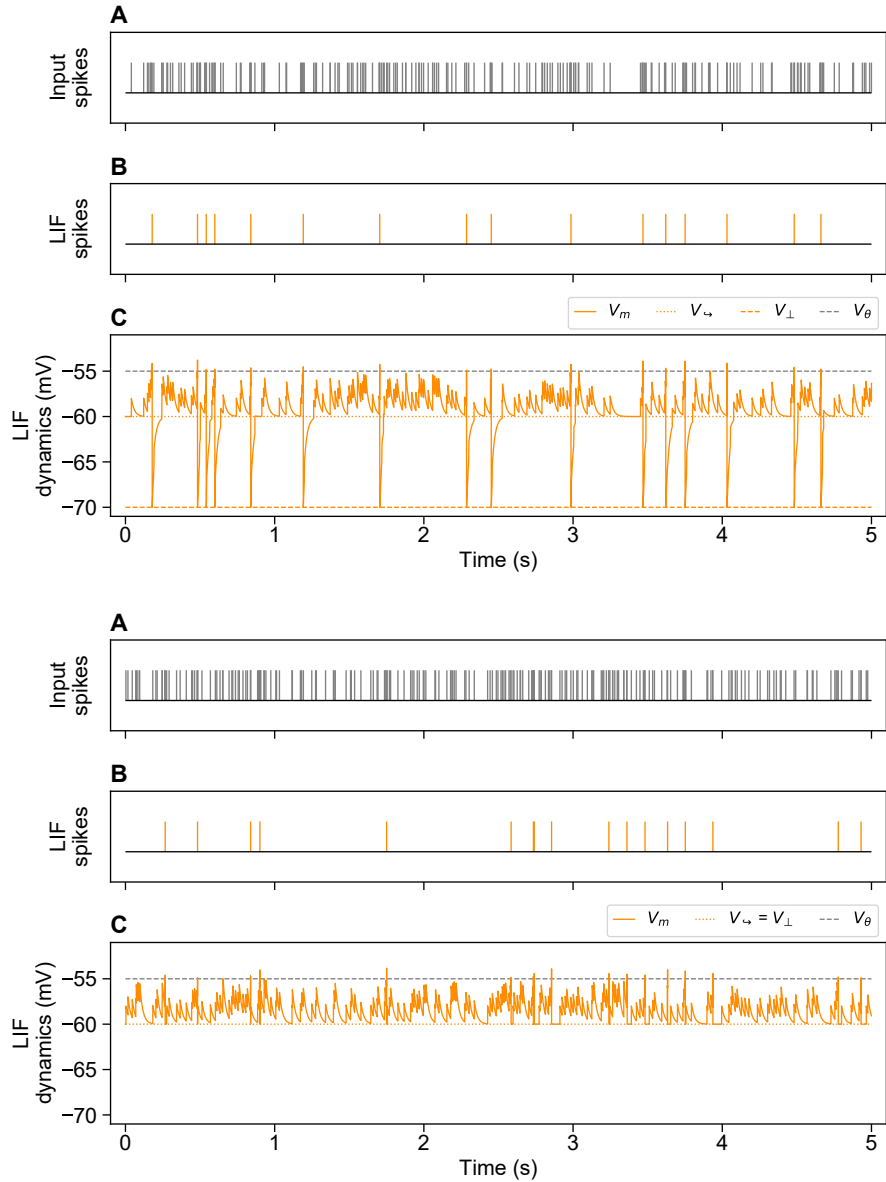 A
Input
spikes
B
LIF
spikes
C
V_m V_↪ V_⊥ V_θ
LIF
dynamics (mV)
−55
−60
−65
−70
0 1 2 3 4 5
Time (s)
A
Input
spikes
B
LIF
spikes
C
V_m V_↪ = V_⊥ V_θ
LIF
dynamics (mV)
−55
−60
−65
−70
0 1 2 3 4 5
Time (s)